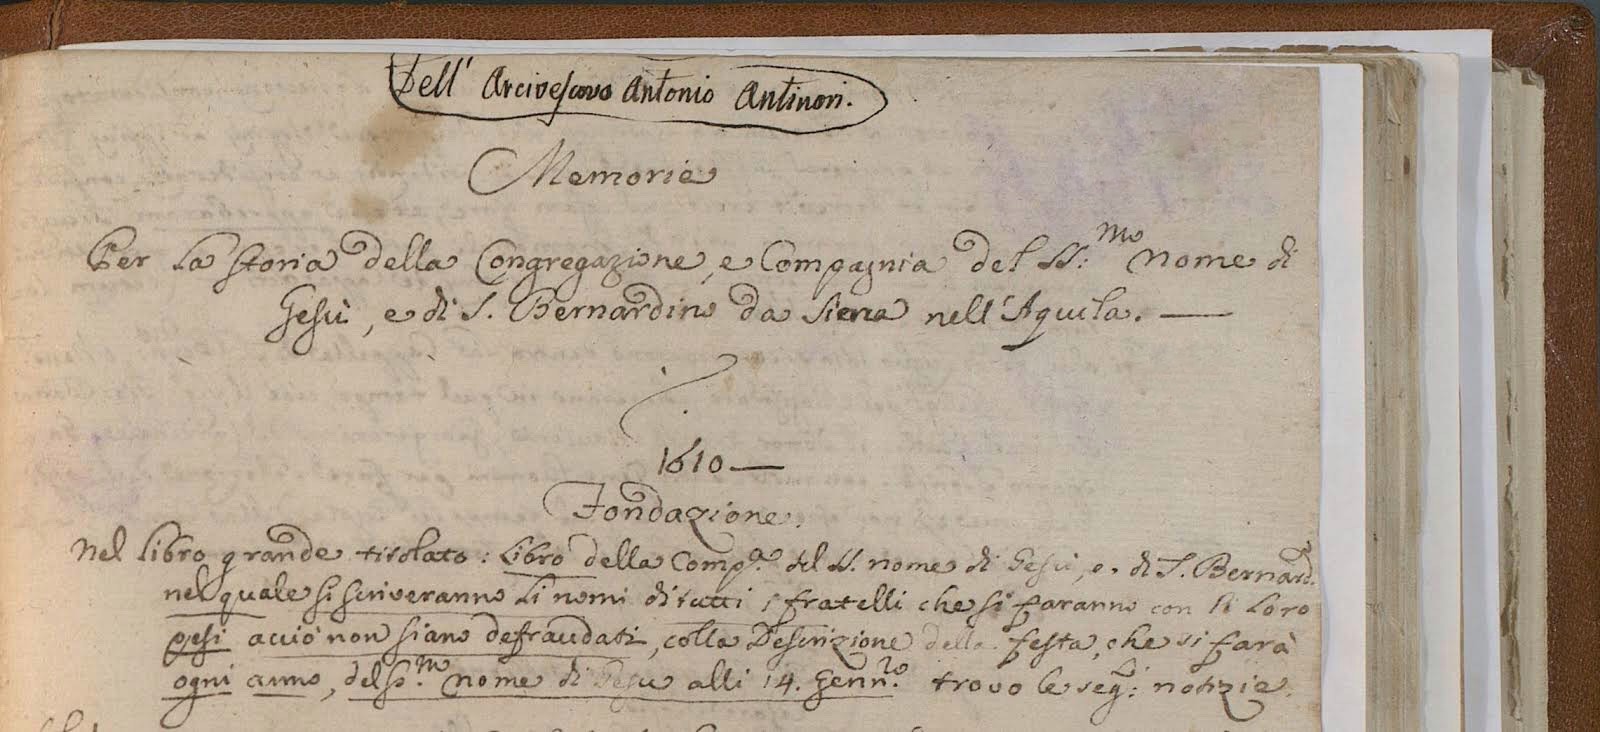 Dell' Arcivescovo Antonio Antinori.
Memorie
Per la storia della Congregazione, e Compagnia del SS:mo nome di
Gesù, e di S. Bernardino da Siena nell'Aquila. —
1610 —
Fondazione.
Nel libro grande titolato: Libro della Comp.a del SS. nome di Gesù, e di S. Bernard.
nel quale si scriveranno li nomi di tutti i fratelli che si faranno con li loro
pesi acciò non siano defraudati, colla Descrizione della festa, che si farà
ogni anno, del SS.mo nome di Gesu alli 14. Genn.ro trovo le seg.ti notizie.